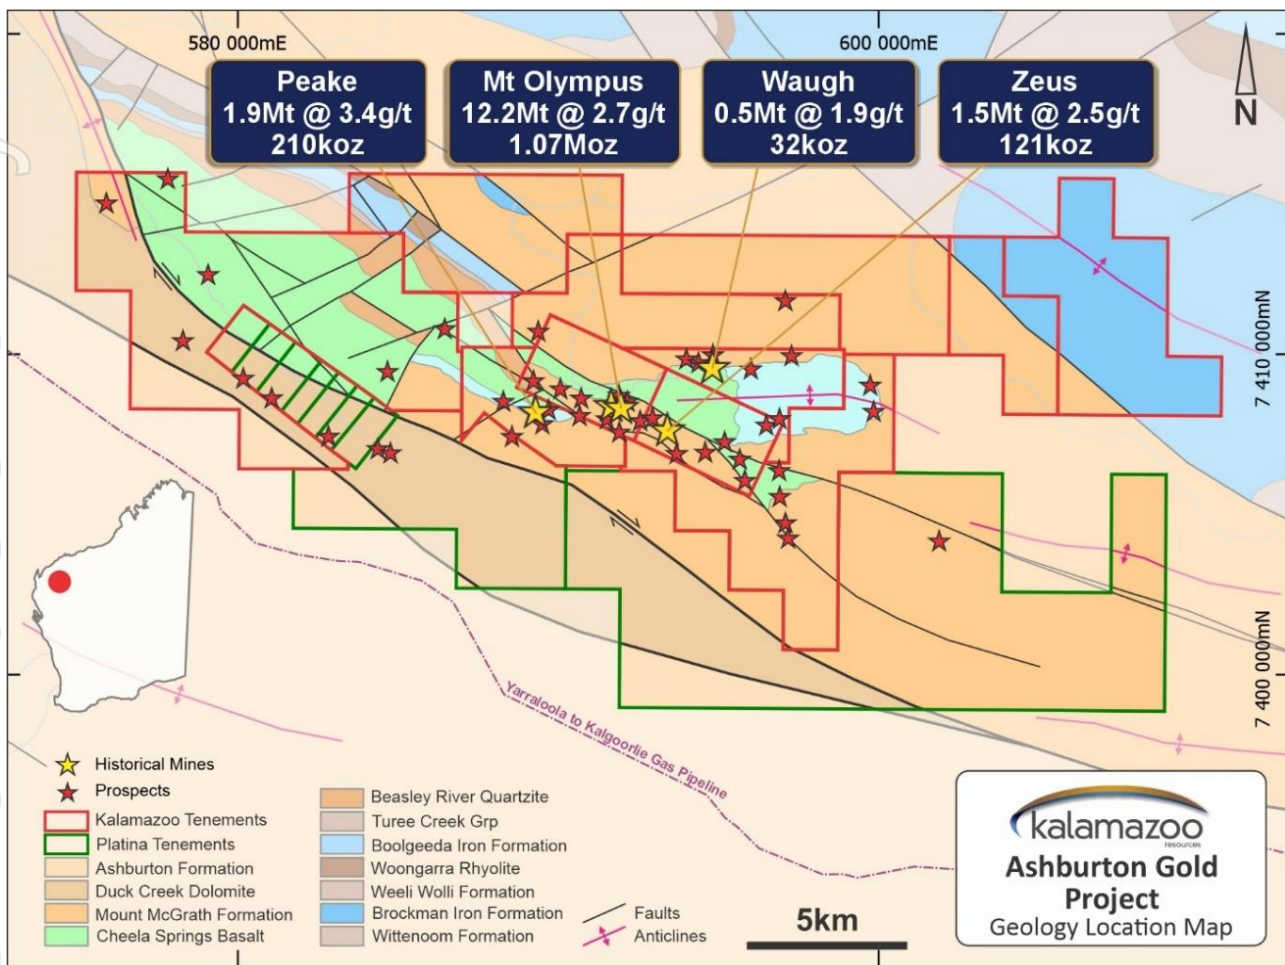 580 000mE
600 000mE
Peake
1.9Mt @ 3.4g/t
210koz
Mt Olympus
12.2Mt @ 2.7g/t
1.07Moz
Waugh
0.5Mt @ 1.9g/t
32koz
Zeus
1.5Mt @ 2.5g/t
121koz
N
7 410 000mN
7 400 000mN
Yarraloola to Kalgoorlie Gas Pipeline
Historical Mines
Prospects
Kalamazoo Tenements
Platina Tenements
Ashburton Formation
Duck Creek Dolomite
Mount McGrath Formation
Cheela Springs Basalt
Beasley River Quartzite
Turee Creek Grp
Boolgeeda Iron Formation
Woongarra Rhyolite
Weeli Wolli Formation
Brockman Iron Formation
Wittenoom Formation
Faults
Anticlines
5km
kalamazoo
resources
Ashburton Gold
Project
Geology Location Map